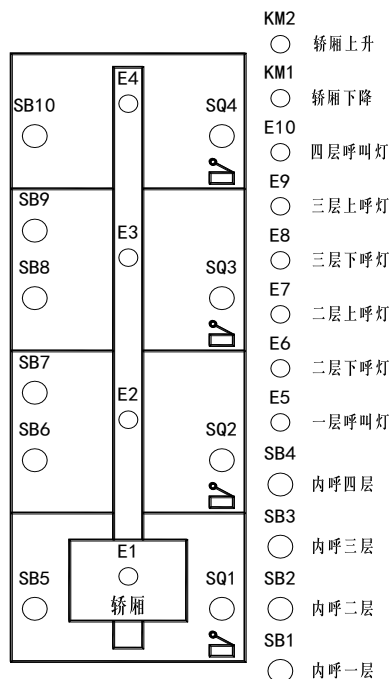 KM2
轿厢上升
KM1
轿厢下降
E10
四层呼叫灯
E9
三层上呼灯
E8
三层下呼灯
E7
二层上呼灯
E6
二层下呼灯
E5
一层呼叫灯
SB4
内呼四层
SB3
内呼三层
SB2
内呼二层
SB1
内呼一层
E4
SB10
SQ4
SB9
E3
SB8
SQ3
SB7
E2
SB6
SQ2
E1
SB5
轿厢
SQ1